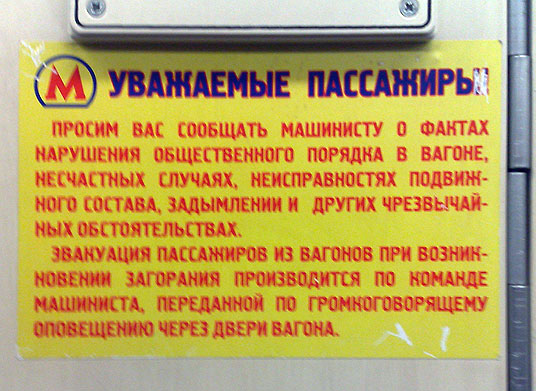 М УВАЖАЕМЫЕ ПАССАЖИРЫ
ПРОСИМ ВАС СООБЩАТЬ МАШИНИСТУ О ФАКТАХ
НАРУШЕНИЯ ОБЩЕСТВЕННОГО ПОРЯДКА В ВАГОНЕ,
НЕСЧАСТНЫХ СЛУЧАЯХ, НЕИСПРАВНОСТЯХ ПОДВИЖ-
НОГО СОСТАВА, ЗАДЫМЛЕНИИ И ДРУГИХ ЧРЕЗВЫЧАЙ-
НЫХ ОБСТОЯТЕЛЬСТВАХ.
ЭВАКУАЦИЯ ПАССАЖИРОВ ИЗ ВАГОНОВ ПРИ ВОЗНИК-
НОВЕНИИ ЗАГОРАНИЯ ПРОИЗВОДИТСЯ ПО КОМАНДЕ
МАШИНИСТА, ПЕРЕДАННОЙ ПО ГРОМКОГОВОРЯЩЕМУ
ОПОВЕЩЕНИЮ ЧЕРЕЗ ДВЕРИ ВАГОНА.